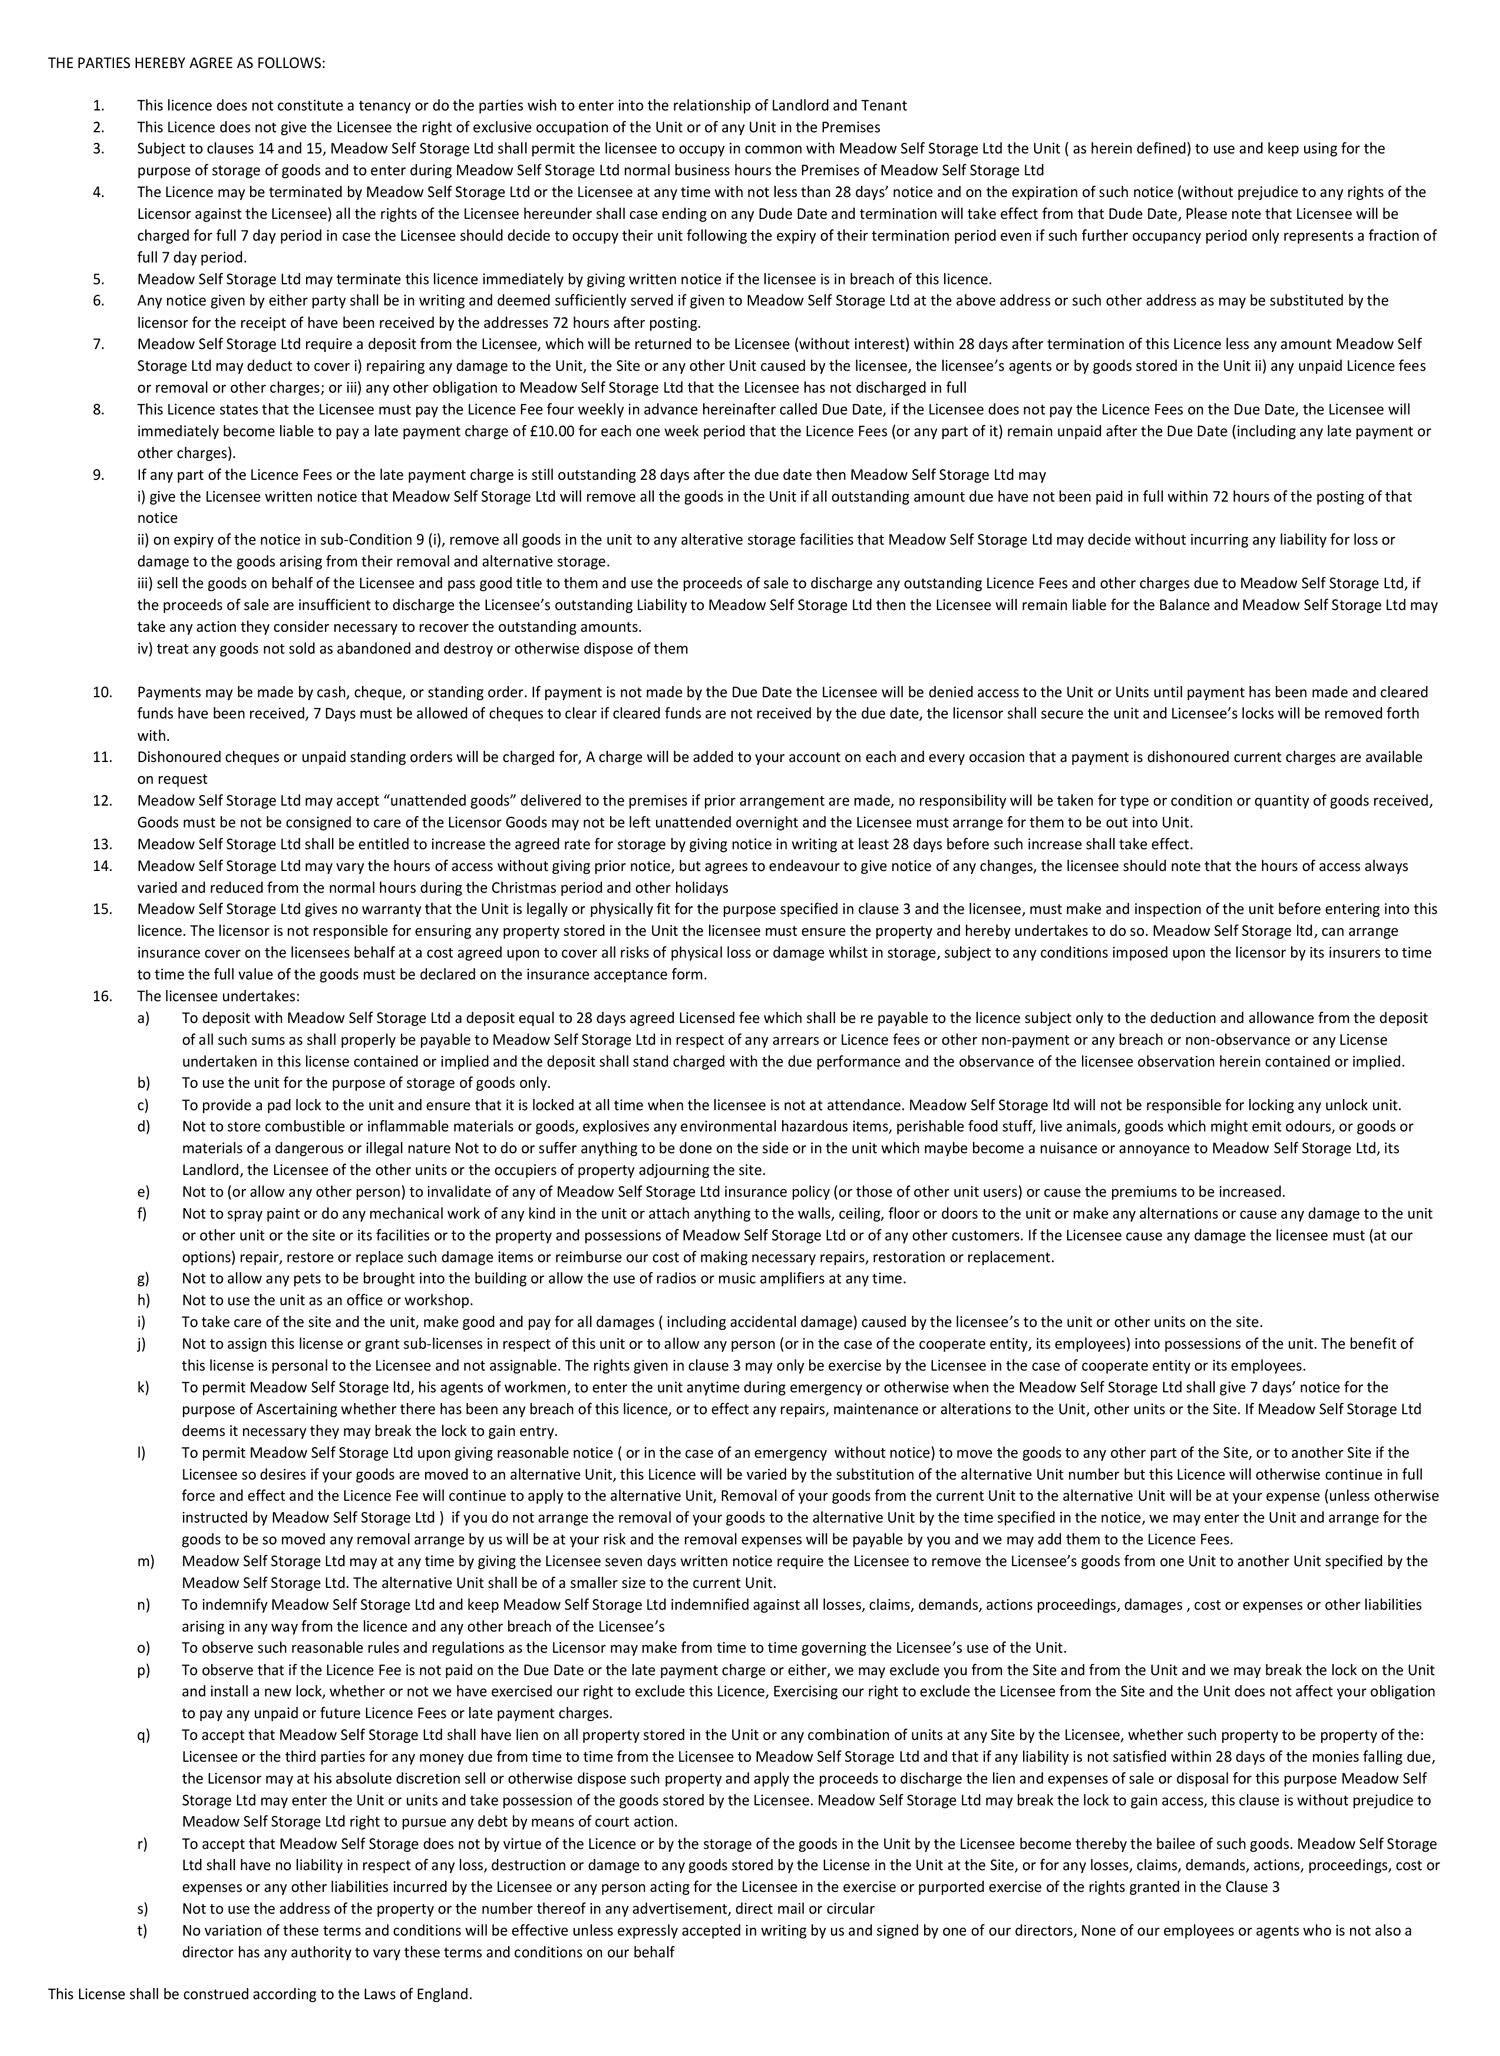 THE PARTIES HEREBY AGREE AS FOLLOWS:
1. This licence does not constitute a tenancy or do the parties wish to enter into the relationship of Landlord and Tenant
2. This Licence does not give the Licensee the right of exclusive occupation of the Unit or of any Unit in the Premises
3. Subject to clauses 14 and 15, Meadow Self Storage Ltd shall permit the licensee to occupy in common with Meadow Self Storage Ltd the Unit ( as herein defined) to use and keep using for the
purpose of storage of goods and to enter during Meadow Self Storage Ltd normal business hours the Premises of Meadow Self Storage Ltd
4. The Licence may be terminated by Meadow Self Storage Ltd or the Licensee at any time with not less than 28 days' notice and on the expiration of such notice (without prejudice to any rights of the
Licensor against the Licensee) all the rights of the Licensee hereunder shall case ending on any Dude Date and termination will take effect from that Dude Date, Please note that Licensee will be
charged for full 7 day period in case the Licensee should decide to occupy their unit following the expiry of their termination period even if such further occupancy period only represents a fraction of
full 7 day period.
5. Meadow Self Storage Ltd may terminate this licence immediately by giving written notice if the licensee is in breach of this licence.
6. Any notice given by either party shall be in writing and deemed sufficiently served if given to Meadow Self Storage Ltd at the above address or such other address as may be substituted by the
licensor for the receipt of have been received by the addresses 72 hours after posting.
7. Meadow Self Storage Ltd require a deposit from the Licensee, which will be returned to be Licensee (without interest) within 28 days after termination of this Licence less any amount Meadow Self
Storage Ltd may deduct to cover i) repairing any damage to the Unit, the Site or any other Unit caused by the licensee, the licensee's agents or by goods stored in the Unit ii) any unpaid Licence fees
or removal or other charges; or iii) any other obligation to Meadow Self Storage Ltd that the Licensee has not discharged in full
8. This Licence states that the Licensee must pay the Licence Fee four weekly in advance hereinafter called Due Date, if the Licensee does not pay the Licence Fees on the Due Date, the Licensee will
immediately become liable to pay a late payment charge of £10.00 for each one week period that the Licence Fees (or any part of it) remain unpaid after the Due Date (including any late payment or
other charges).
9. If any part of the Licence Fees or the late payment charge is still outstanding 28 days after the due date then Meadow Self Storage Ltd may
i) give the Licensee written notice that Meadow Self Storage Ltd will remove all the goods in the Unit if all outstanding amount due have not been paid in full within 72 hours of the posting of that
notice
ii) on expiry of the notice in sub-Condition 9 (i), remove all goods in the unit to any alterative storage facilities that Meadow Self Storage Ltd may decide without incurring any liability for loss or
damage to the goods arising from their removal and alternative storage.
iii) sell the goods on behalf of the Licensee and pass good title to them and use the proceeds of sale to discharge any outstanding Licence Fees and other charges due to Meadow Self Storage Ltd, if
the proceeds of sale are insufficient to discharge the Licensee's outstanding Liability to Meadow Self Storage Ltd then the Licensee will remain liable for the Balance and Meadow Self Storage Ltd may
take any action they consider necessary to recover the outstanding amounts.
iv) treat any goods not sold as abandoned and destroy or otherwise dispose of them
10. Payments may be made by cash, cheque, or standing order. If payment is not made by the Due Date the Licensee will be denied access to the Unit or Units until payment has been made and cleared
funds have been received, 7 Days must be allowed of cheques to clear if cleared funds are not received by the due date, the licensor shall secure the unit and Licensee's locks will be removed forth
with.
11. Dishonoured cheques or unpaid standing orders will be charged for, A charge will be added to your account on each and every occasion that a payment is dishonoured current charges are available
on request
12. Meadow Self Storage Ltd may accept "unattended goods" delivered to the premises if prior arrangement are made, no responsibility will be taken for type or condition or quantity of goods received,
Goods must be not be consigned to care of the Licensor Goods may not be left unattended overnight and the Licensee must arrange for them to be out into Unit.
13. Meadow Self Storage Ltd shall be entitled to increase the agreed rate for storage by giving notice in writing at least 28 days before such increase shall take effect.
14. Meadow Self Storage Ltd may vary the hours of access without giving prior notice, but agrees to endeavour to give notice of any changes, the licensee should note that the hours of access always
varied and reduced from the normal hours during the Christmas period and other holidays
15. Meadow Self Storage Ltd gives no warranty that the Unit is legally or physically fit for the purpose specified in clause 3 and the licensee, must make and inspection of the unit before entering into this
licence. The licensor is not responsible for ensuring any property stored in the Unit the licensee must ensure the property and hereby undertakes to do so. Meadow Self Storage ltd, can arrange
insurance cover on the licensees behalf at a cost agreed upon to cover all risks of physical loss or damage whilst in storage, subject to any conditions imposed upon the licensor by its insurers to time
to time the full value of the goods must be declared on the insurance acceptance form.
16. The licensee undertakes:
a) To deposit with Meadow Self Storage Ltd a deposit equal to 28 days agreed Licensed fee which shall be re payable to the licence subject only to the deduction and allowance from the deposit
of all such sums as shall properly be payable to Meadow Self Storage Ltd in respect of any arrears or Licence fees or other non-payment or any breach or non-observance or any License
undertaken in this license contained or implied and the deposit shall stand charged with the due performance and the observance of the licensee observation herein contained or implied.
b) To use the unit for the purpose of storage of goods only.
c) To provide a pad lock to the unit and ensure that it is locked at all time when the licensee is not at attendance. Meadow Self Storage ltd will not be responsible for locking any unlock unit.
d) Not to store combustible or inflammable materials or goods, explosives any environmental hazardous items, perishable food stuff, live animals, goods which might emit odours, or goods or
materials of a dangerous or illegal nature Not to do or suffer anything to be done on the side or in the unit which maybe become a nuisance or annoyance to Meadow Self Storage Ltd, its
Landlord, the Licensee of the other units or the occupiers of property adjourning the site.
e) Not to (or allow any other person) to invalidate of any of Meadow Self Storage Ltd insurance policy (or those of other unit users) or cause the premiums to be increased.
f) Not to spray paint or do any mechanical work of any kind in the unit or attach anything to the walls, ceiling, floor or doors to the unit or make any alternations or cause any damage to the unit
or other unit or the site or its facilities or to the property and possessions of Meadow Self Storage Ltd or of any other customers. If the Licensee cause any damage the licensee must (at our
options) repair, restore or replace such damage items or reimburse our cost of making necessary repairs, restoration or replacement.
g) Not to allow any pets to be brought into the building or allow the use of radios or music amplifiers at any time.
h) Not to use the unit as an office or workshop.
i) To take care of the site and the unit, make good and pay for all damages ( including accidental damage) caused by the licensee's to the unit or other units on the site.
j) Not to assign this license or grant sub-licenses in respect of this unit or to allow any person (or in the case of the cooperate entity, its employees) into possessions of the unit. The benefit of
this license is personal to the Licensee and not assignable. The rights given in clause 3 may only be exercise by the Licensee in the case of cooperate entity or its employees.
k) To permit Meadow Self Storage ltd, his agents of workmen, to enter the unit anytime during emergency or otherwise when the Meadow Self Storage Ltd shall give 7 days' notice for the
purpose of Ascertaining whether there has been any breach of this licence, or to effect any repairs, maintenance or alterations to the Unit, other units or the Site. If Meadow Self Storage Ltd
deems it necessary they may break the lock to gain entry.
l) To permit Meadow Self Storage Ltd upon giving reasonable notice ( or in the case of an emergency without notice) to move the goods to any other part of the Site, or to another Site if the
Licensee so desires if your goods are moved to an alternative Unit, this Licence will be varied by the substitution of the alternative Unit number but this Licence will otherwise continue in full
force and effect and the Licence Fee will continue to apply to the alternative Unit, Removal of your goods from the current Unit to the alternative Unit will be at your expense (unless otherwise
instructed by Meadow Self Storage Ltd ) if you do not arrange the removal of your goods to the alternative Unit by the time specified in the notice, we may enter the Unit and arrange for the
goods to be so moved any removal arrange by us will be at your risk and the removal expenses will be payable by you and we may add them to the Licence Fees.
m) Meadow Self Storage Ltd may at any time by giving the Licensee seven days written notice require the Licensee to remove the Licensee's goods from one Unit to another Unit specified by the
Meadow Self Storage Ltd. The alternative Unit shall be of a smaller size to the current Unit.
n) To indemnify Meadow Self Storage Ltd and keep Meadow Self Storage Ltd indemnified against all losses, claims, demands, actions proceedings, damages , cost or expenses or other liabilities
arising in any way from the licence and any other breach of the Licensee's
o) To observe such reasonable rules and regulations as the Licensor may make from time to time governing the Licensee's use of the Unit.
p) To observe that if the Licence Fee is not paid on the Due Date or the late payment charge or either, we may exclude you from the Site and from the Unit and we may break the lock on the Unit
and install a new lock, whether or not we have exercised our right to exclude this Licence, Exercising our right to exclude the Licensee from the Site and the Unit does not affect your obligation
to pay any unpaid or future Licence Fees or late payment charges.
q) To accept that Meadow Self Storage Ltd shall have lien on all property stored in the Unit or any combination of units at any Site by the Licensee, whether such property to be property of the:
Licensee or the third parties for any money due from time to time from the Licensee to Meadow Self Storage Ltd and that if any liability is not satisfied within 28 days of the monies falling due,
the Licensor may at his absolute discretion sell or otherwise dispose such property and apply the proceeds to discharge the lien and expenses of sale or disposal for this purpose Meadow Self
Storage Ltd may enter the Unit or units and take possession of the goods stored by the Licensee. Meadow Self Storage Ltd may break the lock to gain access, this clause is without prejudice to
Meadow Self Storage Ltd right to pursue any debt by means of court action.
r) To accept that Meadow Self Storage does not by virtue of the Licence or by the storage of the goods in the Unit by the Licensee become thereby the bailee of such goods. Meadow Self Storage
Ltd shall have no liability in respect of any loss, destruction or damage to any goods stored by the License in the Unit at the Site, or for any losses, claims, demands, actions, proceedings, cost or
expenses or any other liabilities incurred by the Licensee or any person acting for the Licensee in the exercise or purported exercise of the rights granted in the Clause 3
s) Not to use the address of the property or the number thereof in any advertisement, direct mail or circular
t) No variation of these terms and conditions will be effective unless expressly accepted in writing by us and signed by one of our directors, None of our employees or agents who is not also a
director has any authority to vary these terms and conditions on our behalf
This License shall be construed according to the Laws of England.